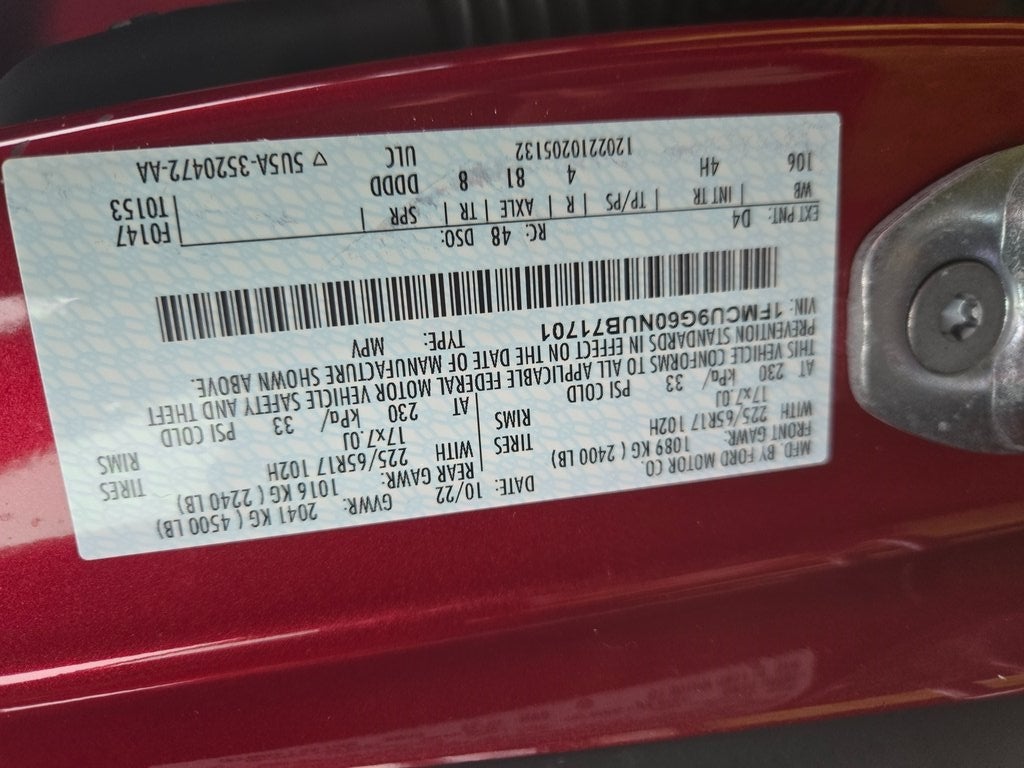 MFD. BY FORD MOTOR CO. DATE: 10/22 GVWR: 2041 KG ( 4500 LB)
FRONT GAWR: 1089 KG ( 2400 LB) REAR GAWR: 1016 KG ( 2240 LB)
WITH 225/65R17 102H TIRES WITH 225/65R17 102H TIRES
17x7.0J RIMS 17x7.0J RIMS
AT 230 kPa/ 33 PSI COLD AT 230 kPa/ 33 PSI COLD
THIS VEHICLE CONFORMS TO ALL APPLICABLE FEDERAL MOTOR VEHICLE SAFETY AND THEFT
PREVENTION STANDARDS IN EFFECT ON THE DATE OF MANUFACTURE SHOWN ABOVE.
VIN: 1FMCU9G60NUB71701 TYPE: MPV
EXT PNT: D4 RC: 48 DSO: F0147
WB | INT TR | TP/PS | R | AXLE | TR | SPR | T0153
106 4H 4 81 8 DDDD
1202210205132 ULC ▽ 5U5A-3520472-AA